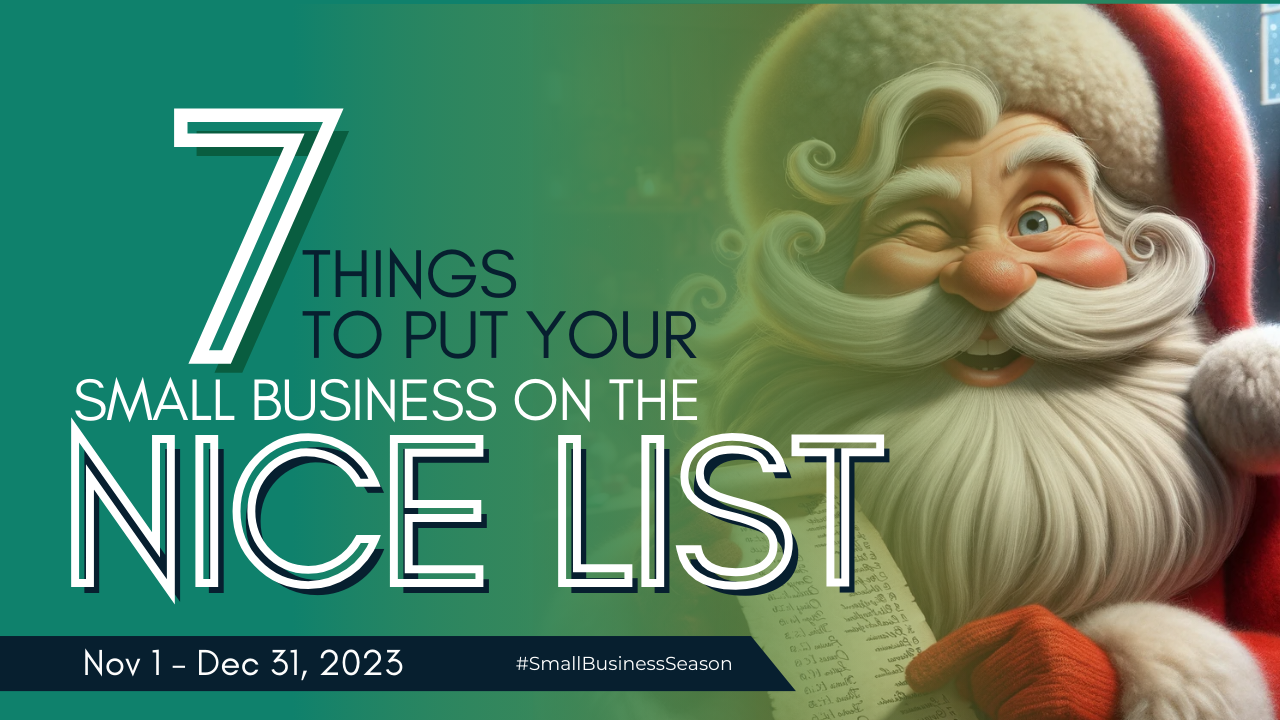 7
THINGS
TO PUT YOUR
SMALL BUSINESS ON THE
NICE LIST
Nov 1 – Dec 31, 2023
#SmallBusinessSeason